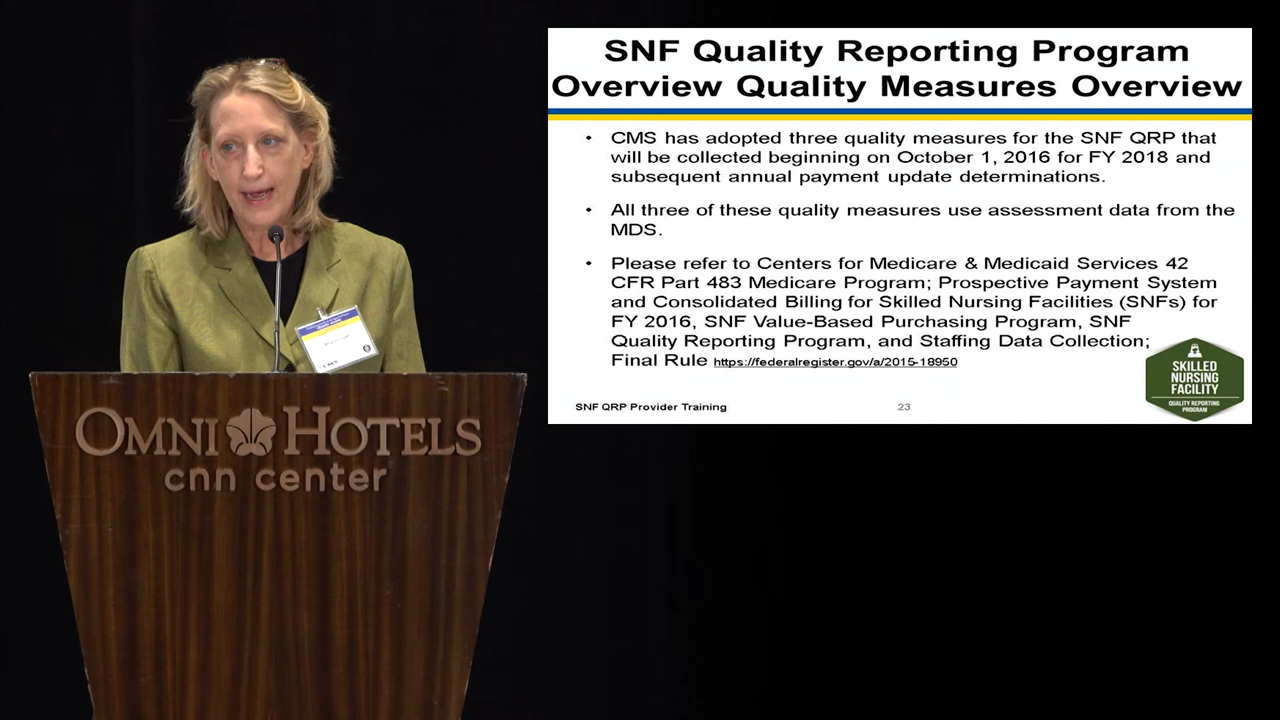 SNF Quality Reporting Program
Overview Quality Measures Overview
• CMS has adopted three quality measures for the SNF QRP that
will be collected beginning on October 1, 2016 for FY 2018 and
subsequent annual payment update determinations.
• All three of these quality measures use assessment data from the
MDS.
• Please refer to Centers for Medicare & Medicaid Services 42
CFR Part 483 Medicare Program; Prospective Payment System
and Consolidated Billing for Skilled Nursing Facilities (SNFs) for
FY 2016, SNF Value-Based Purchasing Program, SNF
Quality Reporting Program, and Staffing Data Collection;
Final Rule https://federalregister.gov/a/2015-18950
SKILLED
NURSING
FACILITY
QUALITY REPORTING
PROGRAM
SNF QRP Provider Training
23
OMNI HOTELS
cnn center